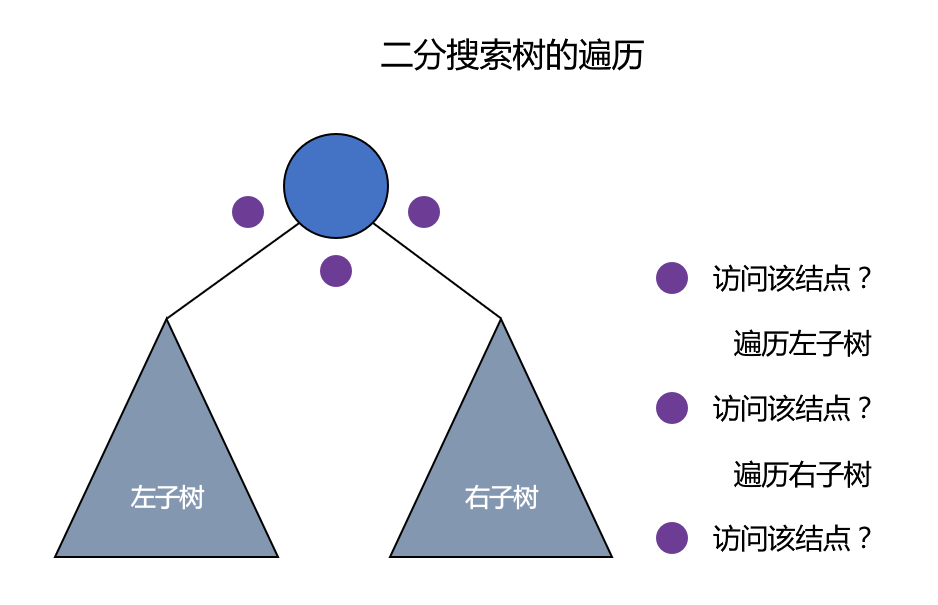 二分搜索树的遍历
访问该结点？
遍历左子树
访问该结点？
遍历右子树
访问该结点？
左子树
右子树